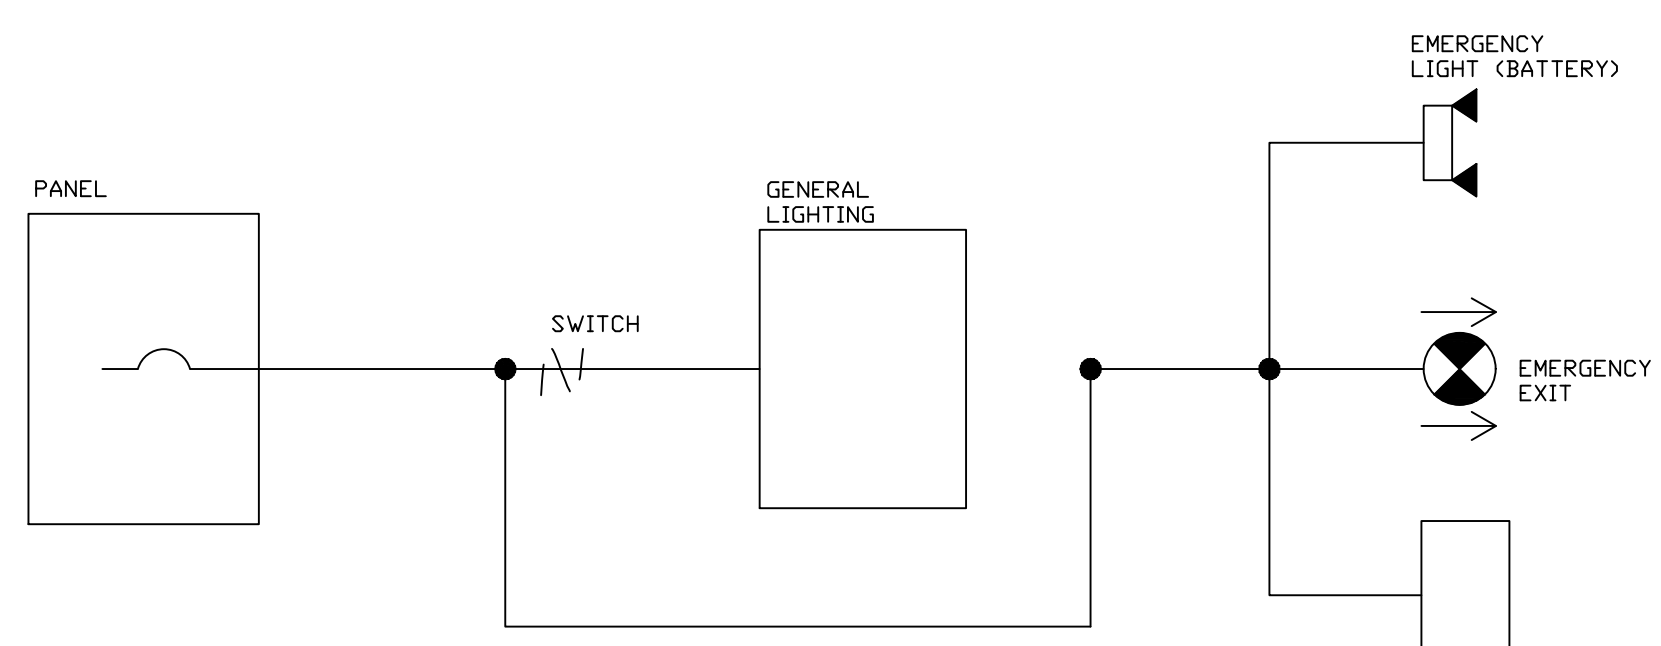 EMERGENCY
LIGHT (BATTERY)
PANEL
GENERAL
LIGHTING
SWITCH
EMERGENCY
EXIT